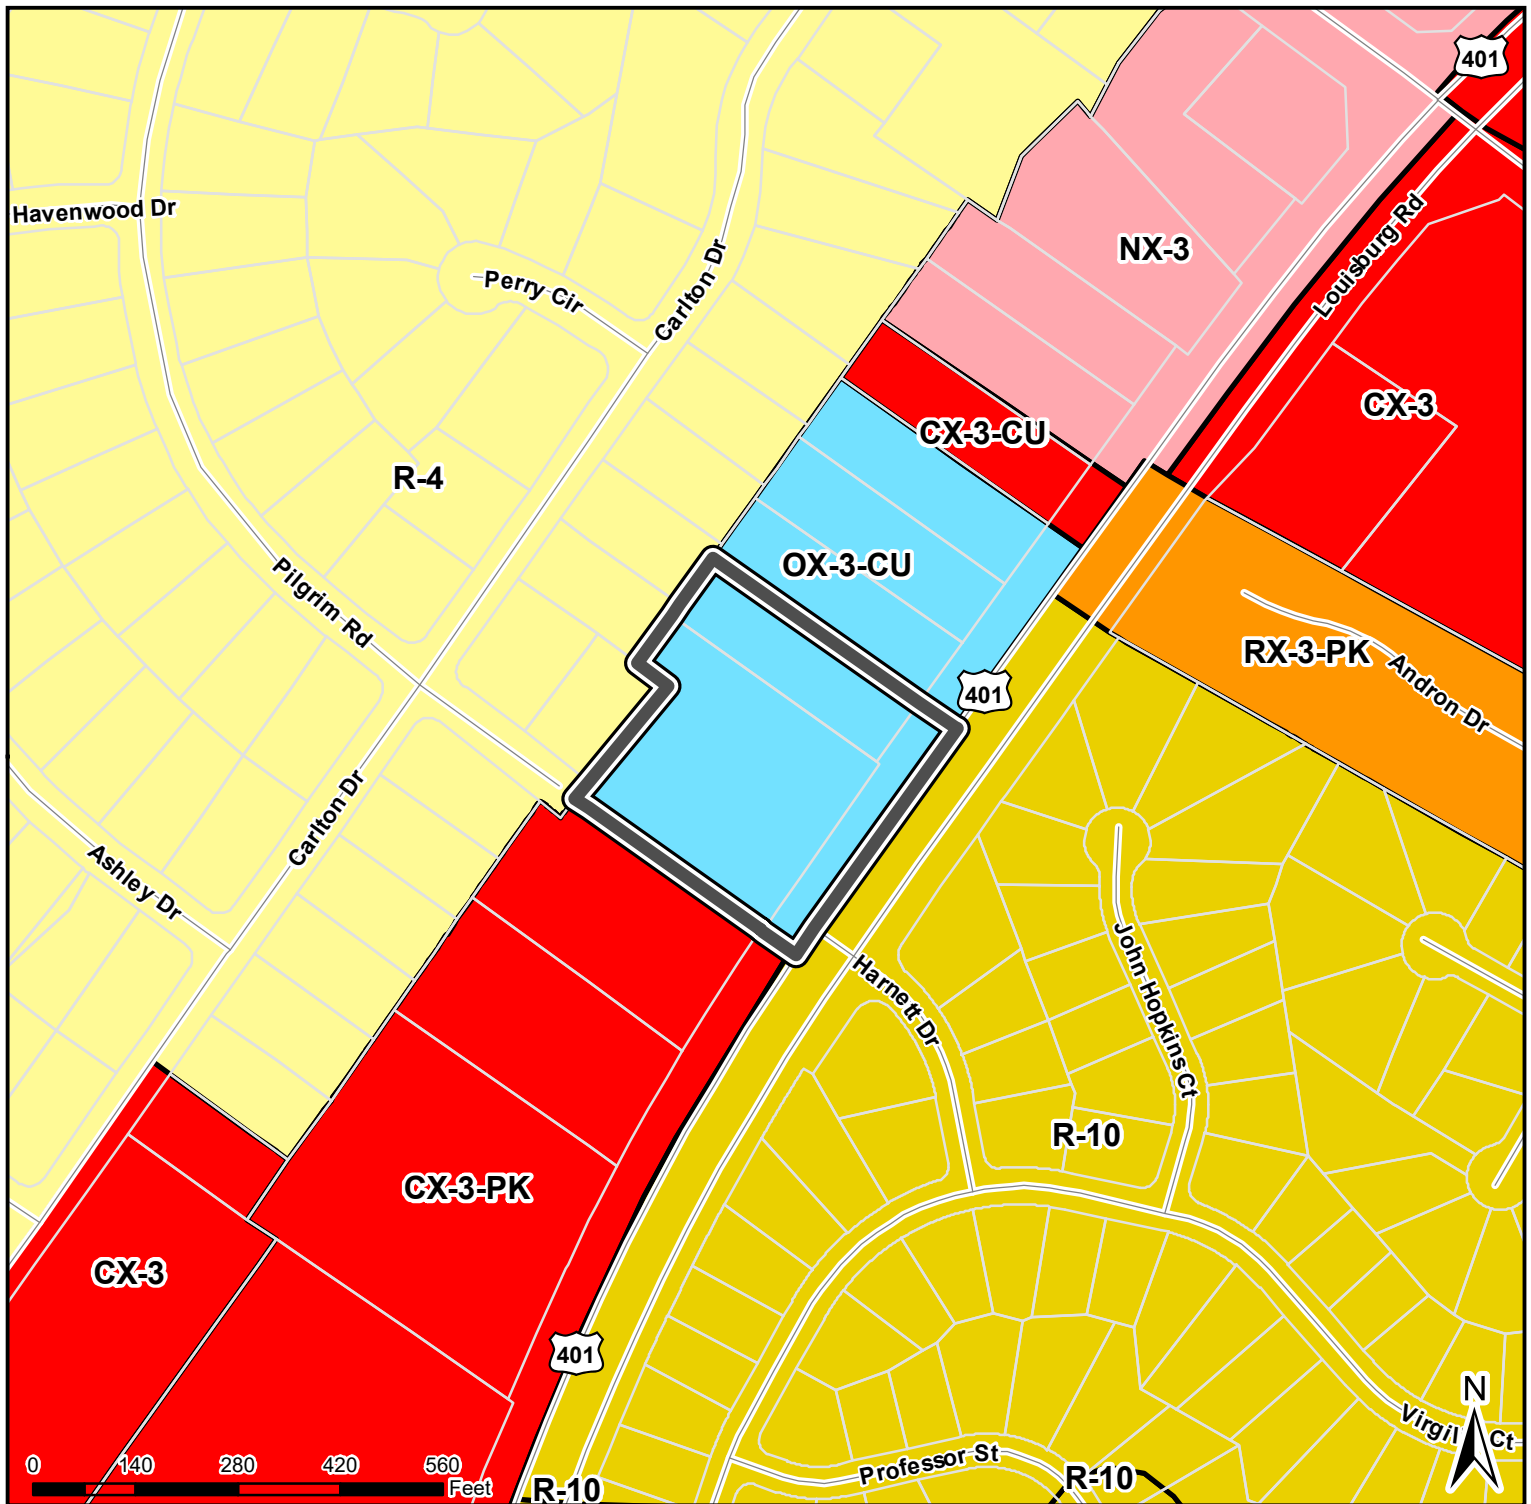 401
Havenwood Dr
Perry Cir
Carlton Dr
NX-3
Louisburg Rd
CX-3
CX-3-CU
R-4
OX-3-CU
Pilgrim Rd
RX-3-PK
Andron Dr
401
Carlton Dr
Ashley Dr
Harnett Dr
John Hopkins Ct
R-10
CX-3-PK
CX-3
401
Virgil Ct
N
Professor St
R-10
R-10
0 140 280 420 560
Feet